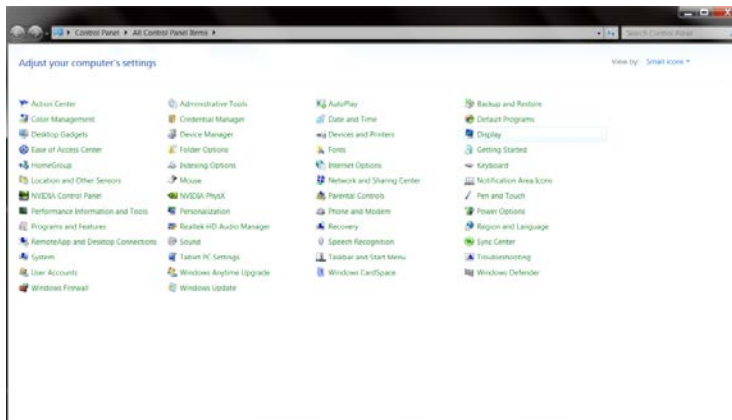 Control Panel ▸ All Control Panel Items ▸ Search Control Panel
Adjust your computer's settings View by: Small icons
Action Center Administrative Tools AutoPlay Backup and Restore
Color Management Credential Manager Date and Time Default Programs
Desktop Gadgets Device Manager Devices and Printers Display
Ease of Access Center Folder Options Fonts Getting Started
HomeGroup Indexing Options Internet Options Keyboard
Location and Other Sensors Mouse Network and Sharing Center Notification Area Icons
NVIDIA Control Panel NVIDIA PhysX Parental Controls Pen and Touch
Performance Information and Tools Personalization Phone and Modem Power Options
Programs and Features Realtek HD Audio Manager Recovery Region and Language
RemoteApp and Desktop Connections Sound Speech Recognition Sync Center
System Tablet PC Settings Taskbar and Start Menu Troubleshooting
User Accounts Windows Anytime Upgrade Windows CardSpace Windows Defender
Windows Firewall Windows Update